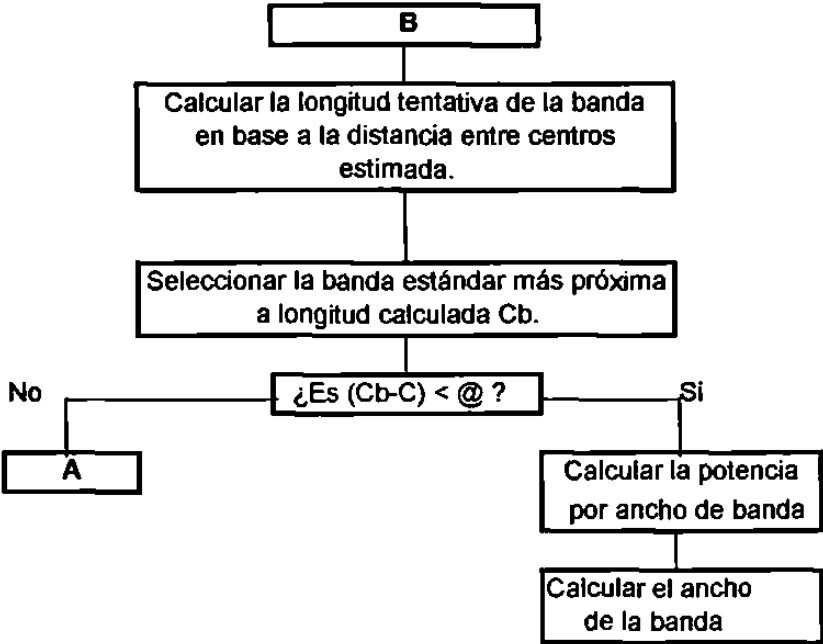 B
Calcular la longitud tentativa de la banda
en base a la distancia entre centros
estimada.
Seleccionar la banda estándar más próxima
a longitud calculada Cb.
No
¿Es (Cb-C) < @ ?
Si
A
Calcular la potencia
por ancho de banda
Calcular el ancho
de la banda